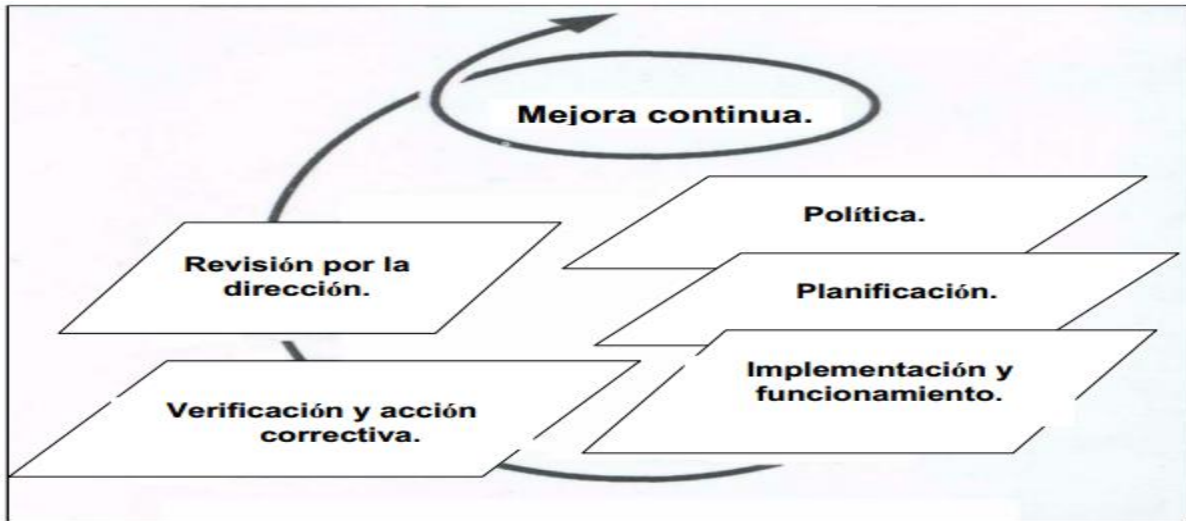 Mejora continua.
Política.
Planificación.
Implementación y
funcionamiento.
Verificación y acción
correctiva.
Revisión por la
dirección.